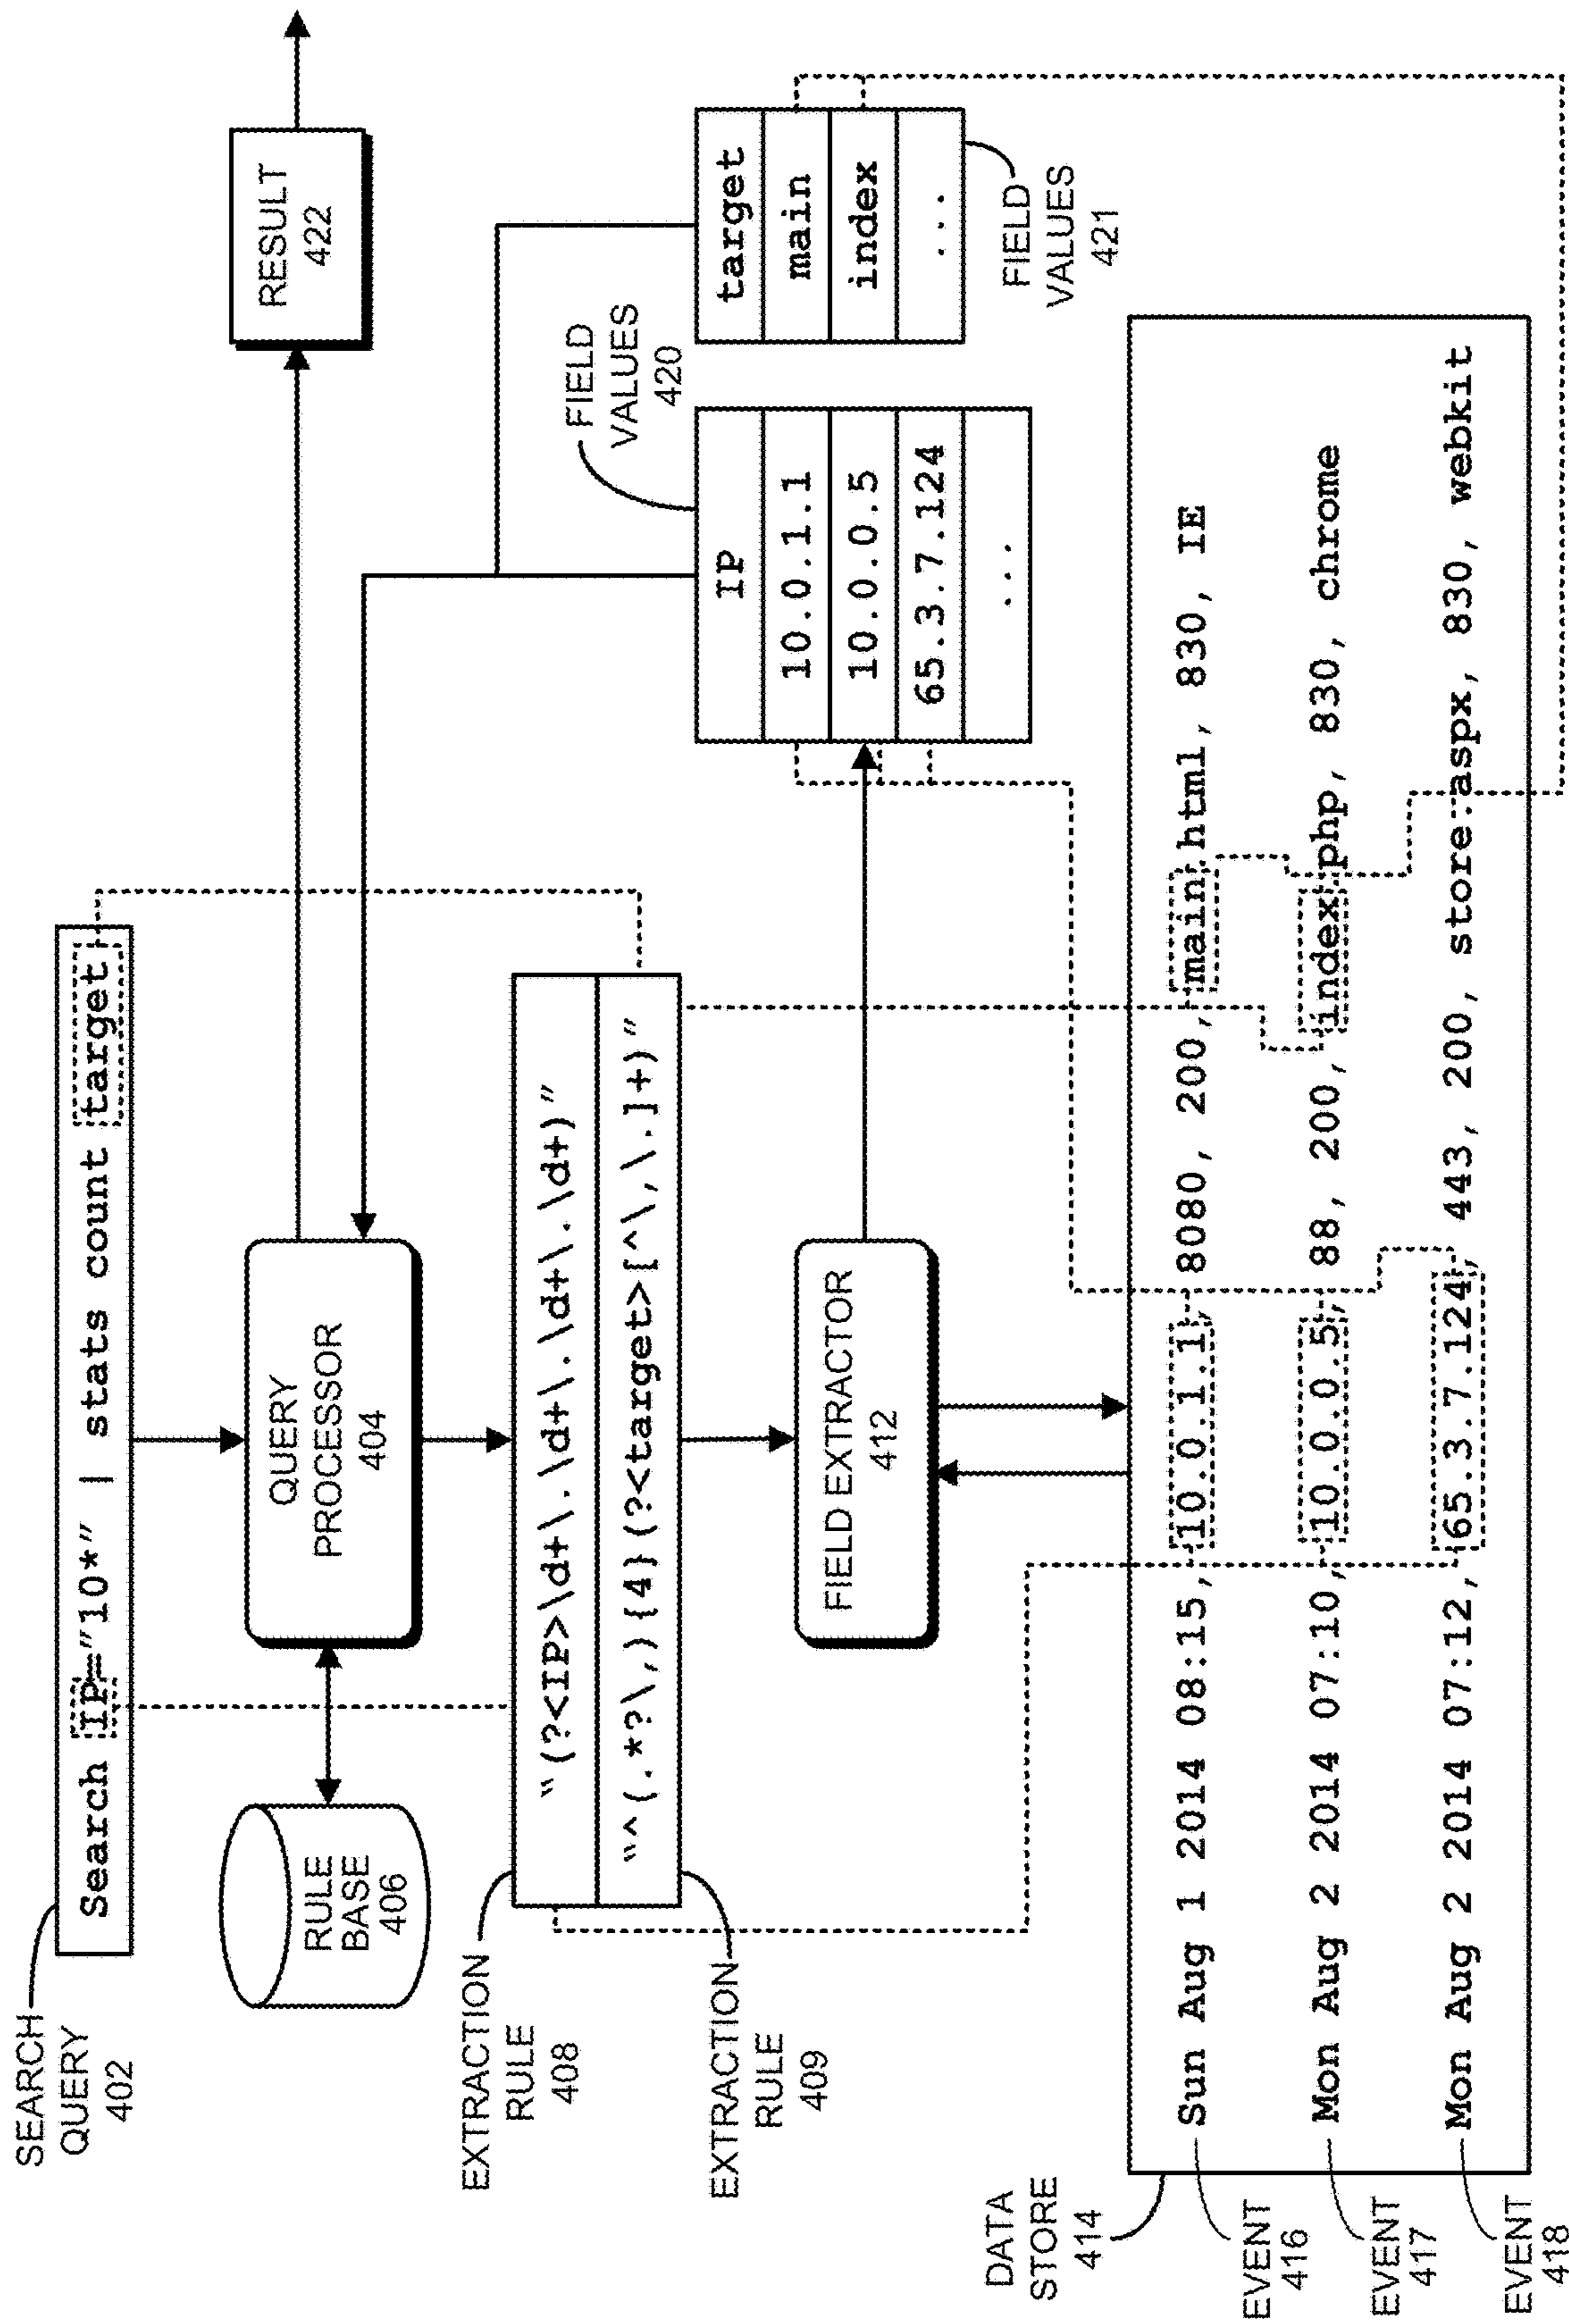 SEARCH
QUERY
402
Search IP="10*" | stats count target
RULE
BASE
406
QUERY
PROCESSOR
404
RESULT
422
EXTRACTION
RULE
408
"(?<IP>\d+\.\d+\.\d+\.\d+)"
EXTRACTION
RULE
409
"^(.*?\,){4}(?<target>[^\,\.]+)"
FIELD EXTRACTOR
412
FIELD
VALUES
420
IP
10.0.1.1
10.0.0.5
65.3.7.124
...
target
main
index
...
FIELD
VALUES
421
DATA
STORE
414
EVENT
416
Sun Aug 1 2014 08:15, 10.0.1.1, 8080, 200, main.html, 830, IE
EVENT
417
Mon Aug 2 2014 07:10, 10.0.0.5, 88, 200, index.php, 830, chrome
EVENT
418
Mon Aug 2 2014 07:12, 65.3.7.124, 443, 200, store.aspx, 830, webkit